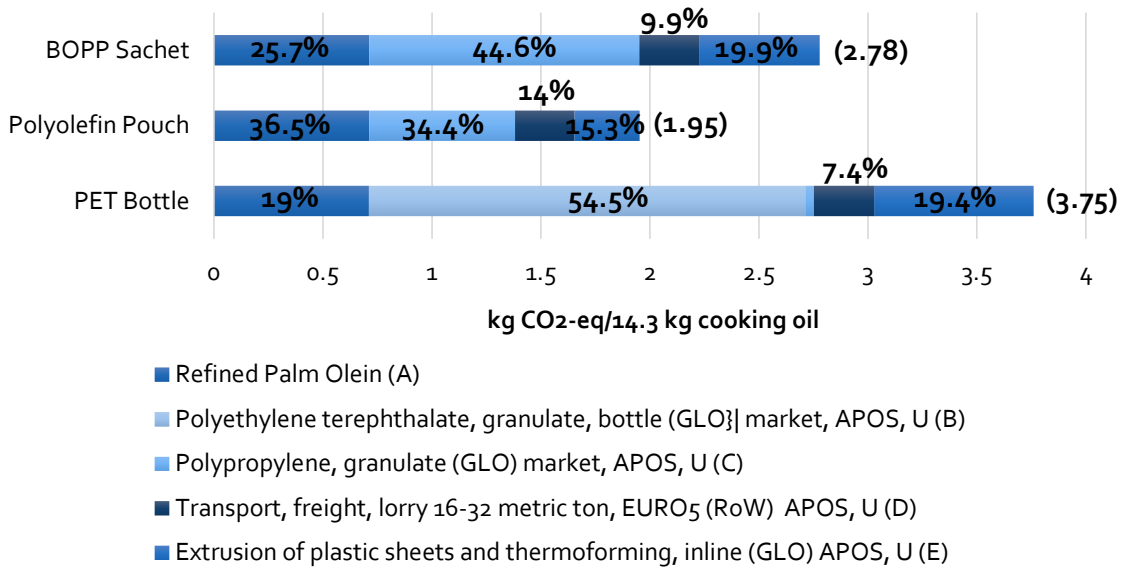 9.9%
BOPP Sachet 25.7% 44.6% 19.9% (2.78)
14%
Polyolefin Pouch 36.5% 34.4% 15.3% (1.95)
7.4%
PET Bottle 19% 54.5% 19.4% (3.75)
0 0.5 1 1.5 2 2.5 3 3.5 4
kg CO2-eq/14.3 kg cooking oil
Refined Palm Olein (A)
Polyethylene terephthalate, granulate, bottle (GLO}| market, APOS, U (B)
Polypropylene, granulate (GLO) market, APOS, U (C)
Transport, freight, lorry 16-32 metric ton, EURO5 (RoW) APOS, U (D)
Extrusion of plastic sheets and thermoforming, inline (GLO) APOS, U (E)